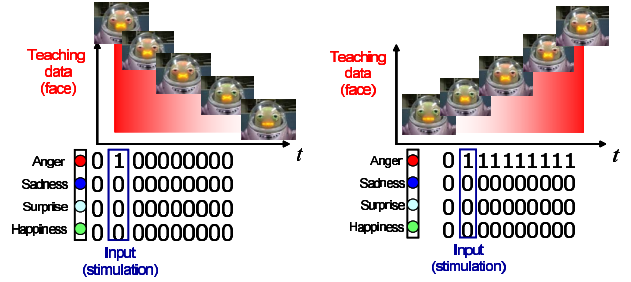 Teaching
data
(face)
t
Anger 0 1 00000000
Sadness 0 0 00000000
Surprise 0 0 00000000
Happiness 0 0 00000000
Input
(stimulation)
Teaching
data
(face)
t
Anger 0 1 11111111
Sadness 0 0 00000000
Surprise 0 0 00000000
Happiness 0 0 00000000
Input
(stimulation)